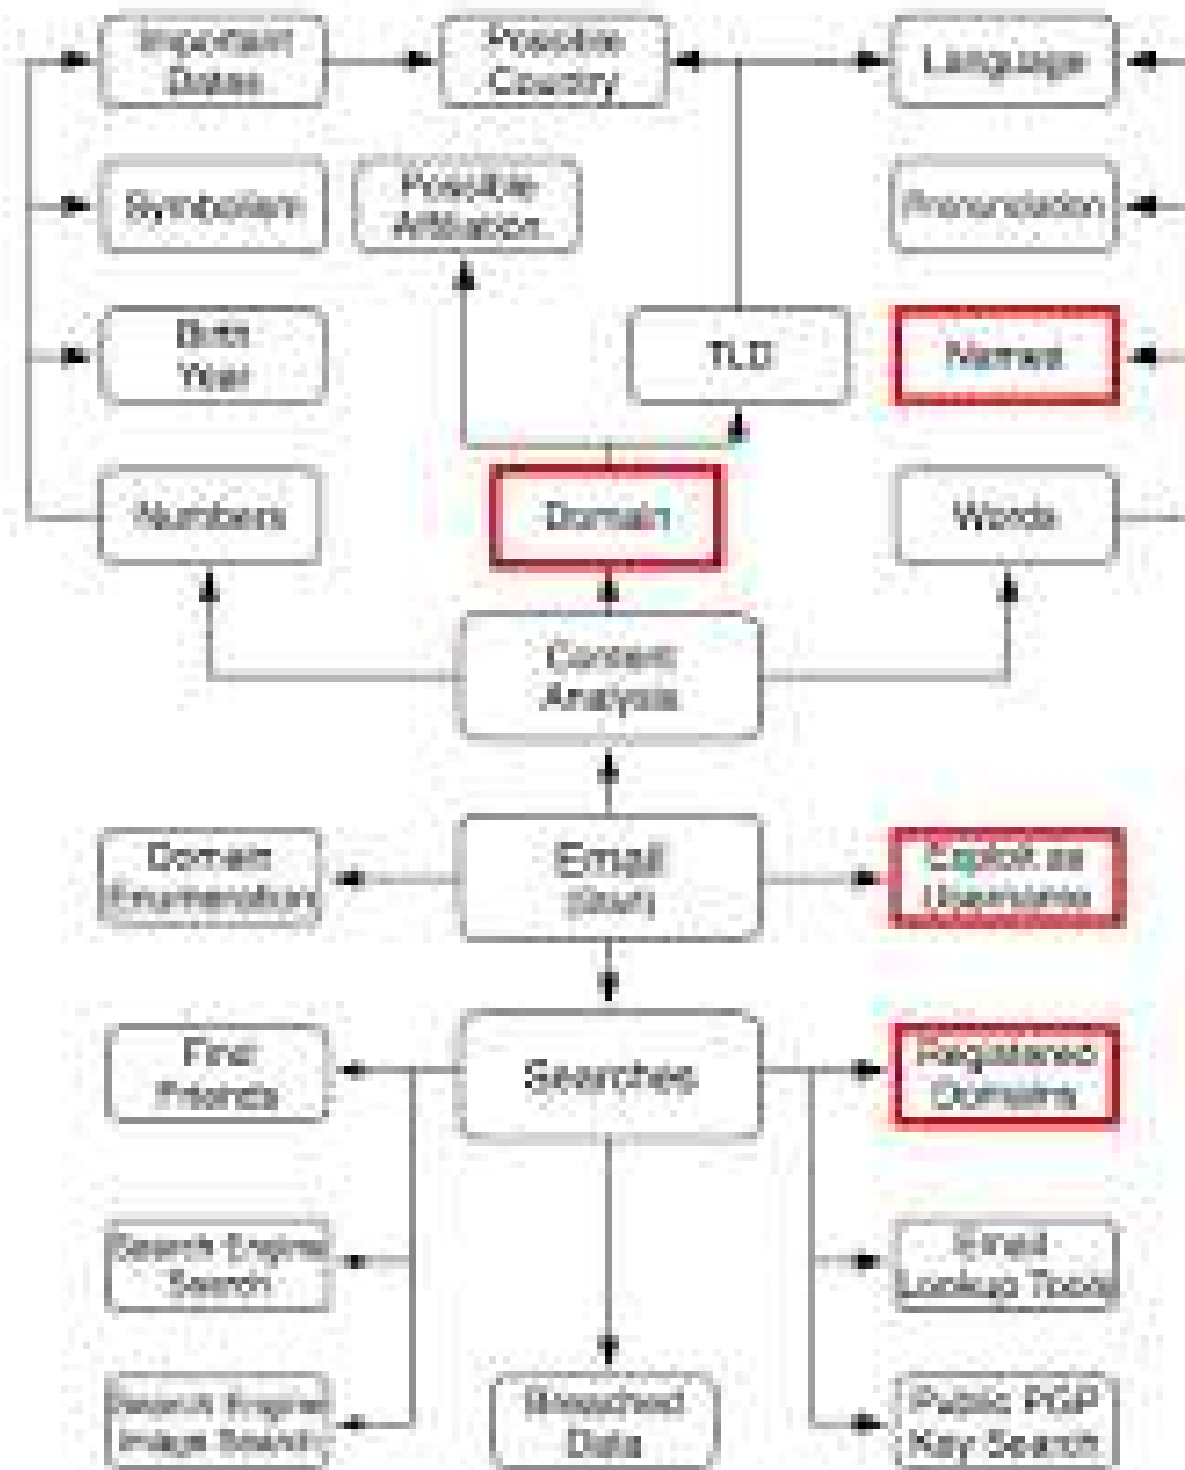 Important
Dates
Possible
Country
Language
Symbolism
Possible
Affiliation
Pronunciation
Birth
Year
TLD
Names
Numbers
Domain
Words
Content
Analysis
Domain
Enumeration
Email
(Start)
Exploit as
Username
Find
Friends
Searches
Registered
Domains
Search Engine
Search
Email
Lookup Tools
Search Engine
Image Search
Breached
Data
Public PGP
Key Search